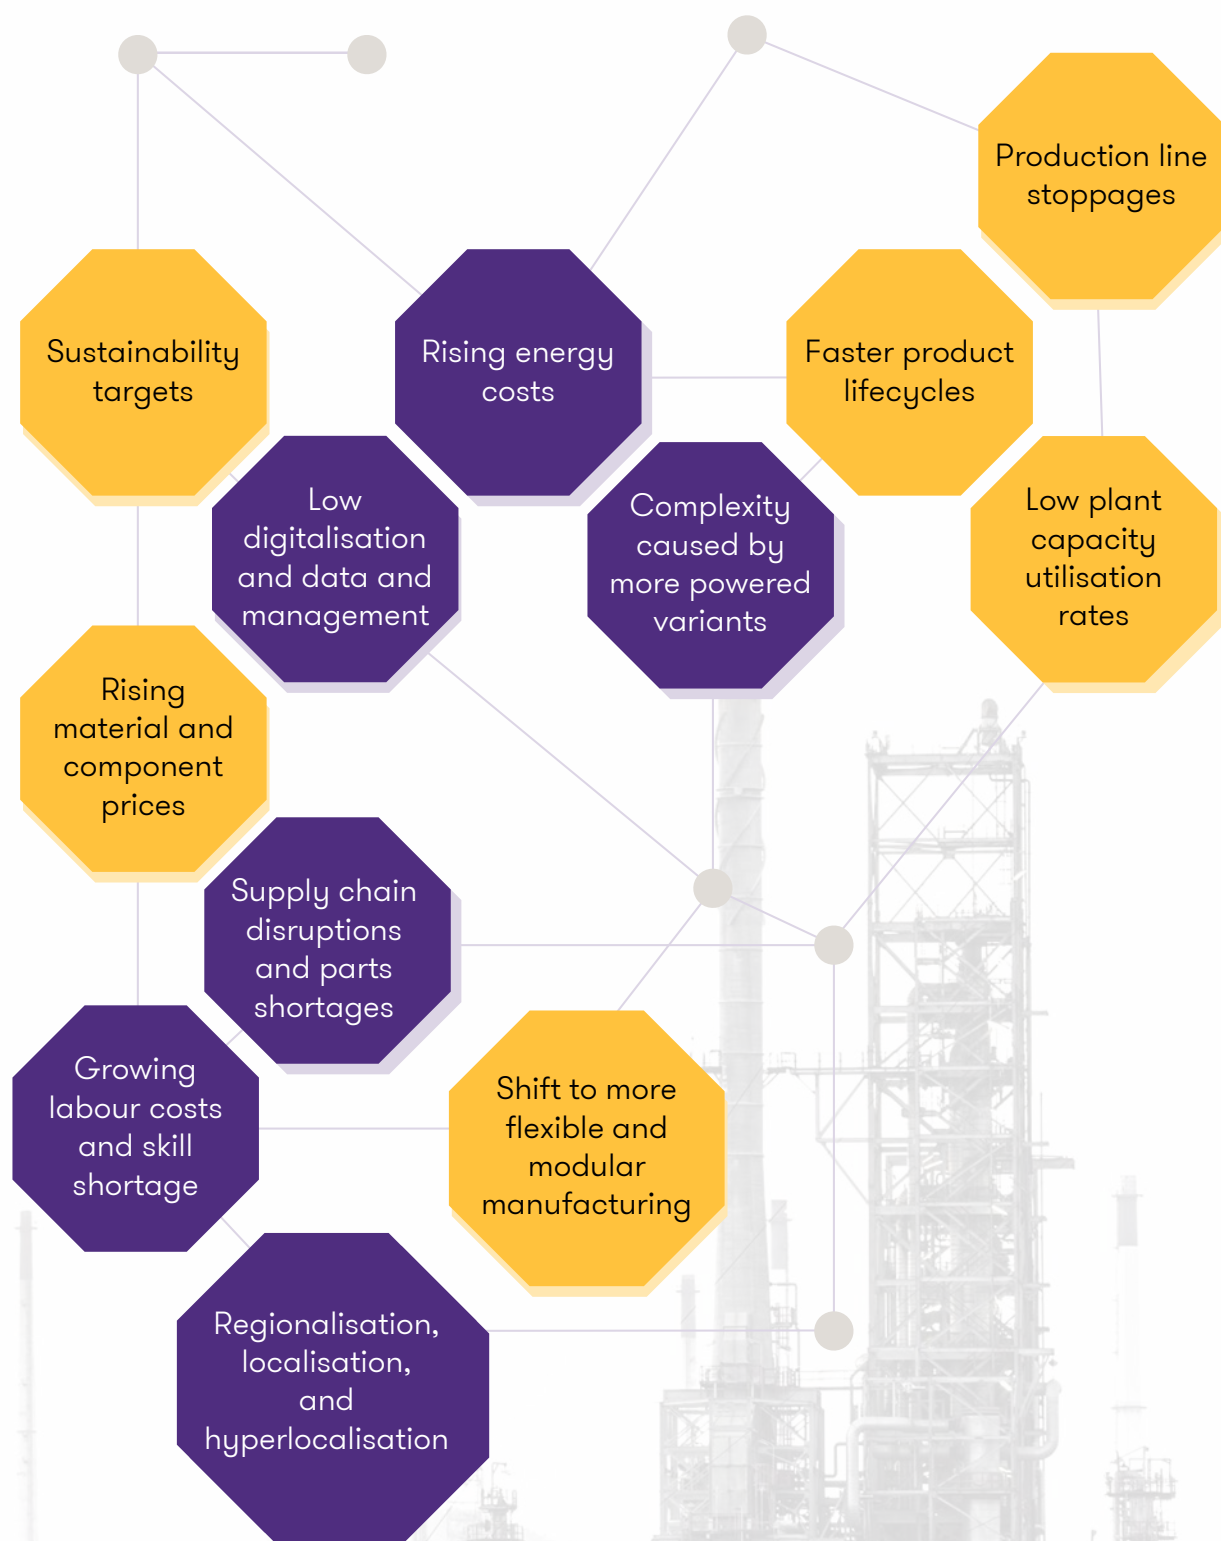 Production line
stoppages
Sustainability
targets
Rising energy
costs
Faster product
lifecycles
Low
digitalisation
and data and
management
Complexity
caused by
more powered
variants
Low plant
capacity
utilisation
rates
Rising
material and
component
prices
Supply chain
disruptions
and parts
shortages
Growing
labour costs
and skill
shortage
Shift to more
flexible and
modular
manufacturing
Regionalisation,
localisation,
and
hyperlocalisation